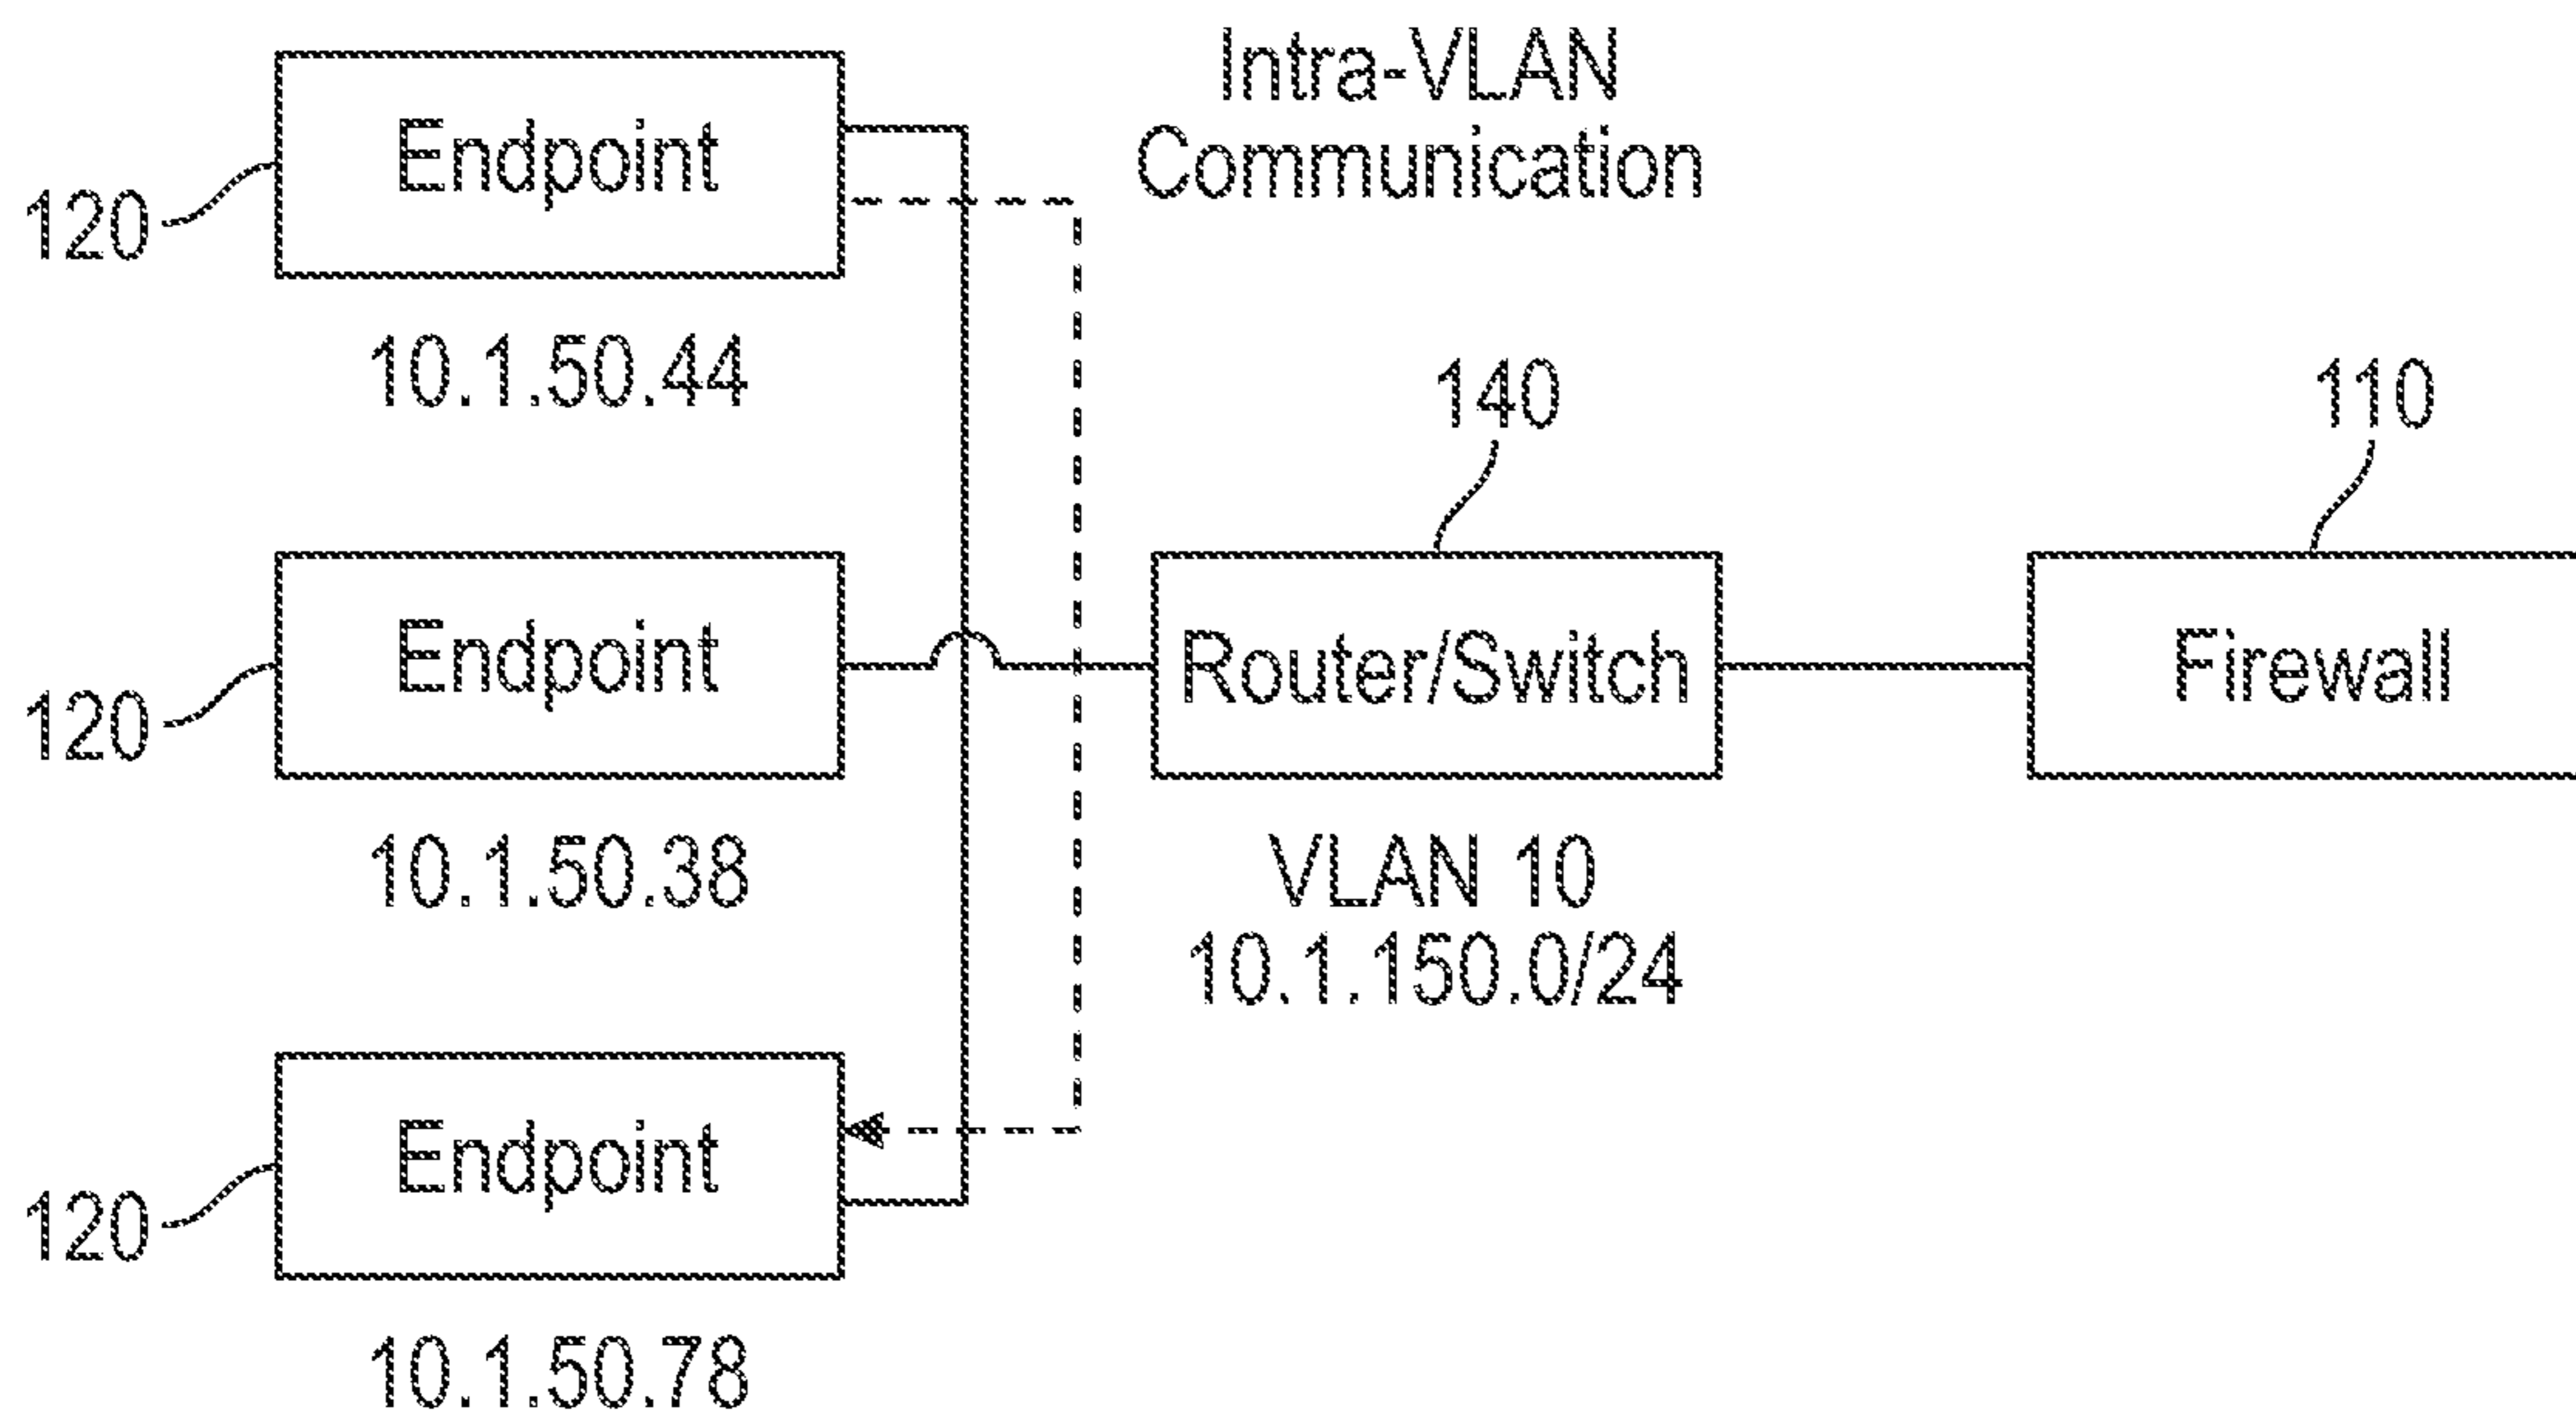 Intra-VLAN
Communication
Endpoint
120
10.1.50.44
140
110
Endpoint
Router/Switch
Firewall
120
10.1.50.38
VLAN 10
10.1.150.0/24
Endpoint
120
10.1.50.78